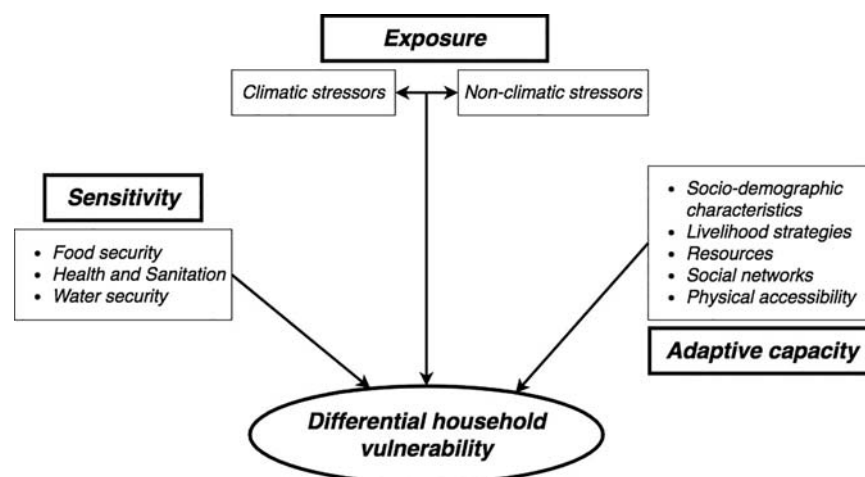 Exposure
Climatic stressors
Non-climatic stressors
Sensitivity
• Food security
• Health and Sanitation
• Water security
• Socio-demographic
characteristics
• Livelihood strategies
• Resources
• Social networks
• Physical accessibility
Adaptive capacity
Differential household
vulnerability